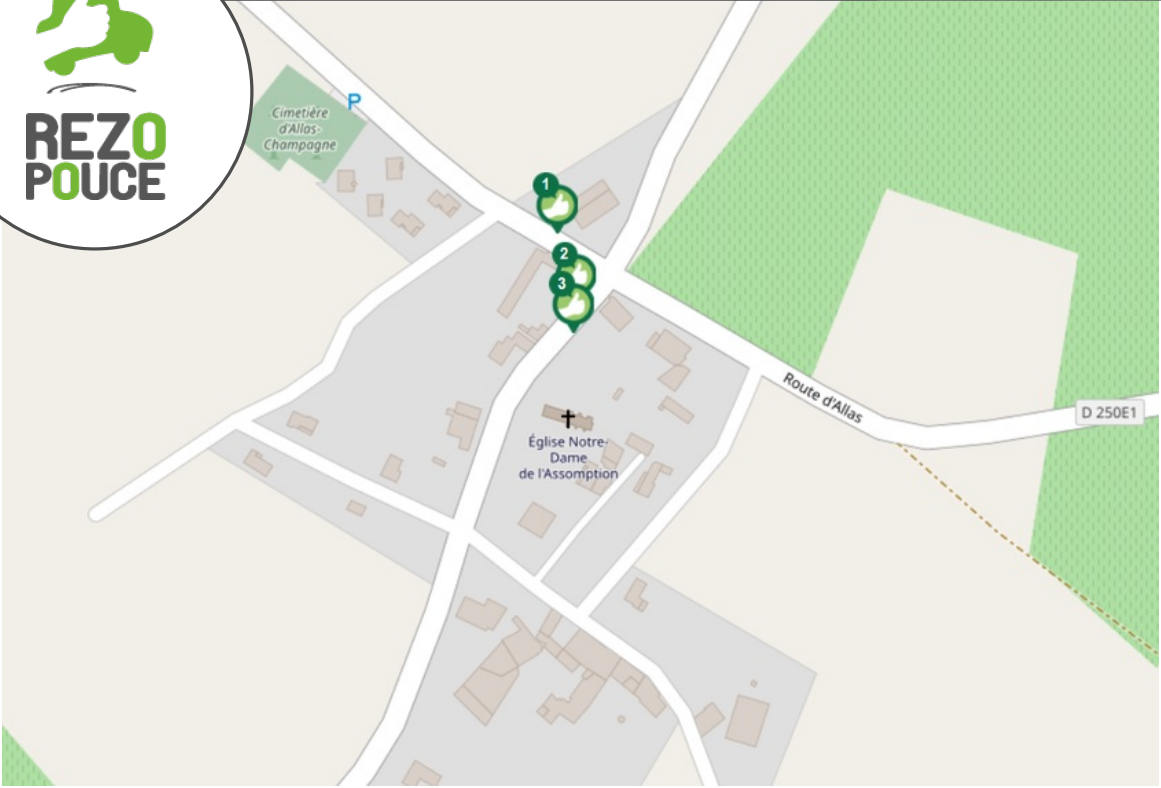 REZO
POUCE
P
Cimetière
d'Allas-
Champagne
1
2
3
Route d'Allas
D 250E1
Église Notre-
Dame
de l'Assomption